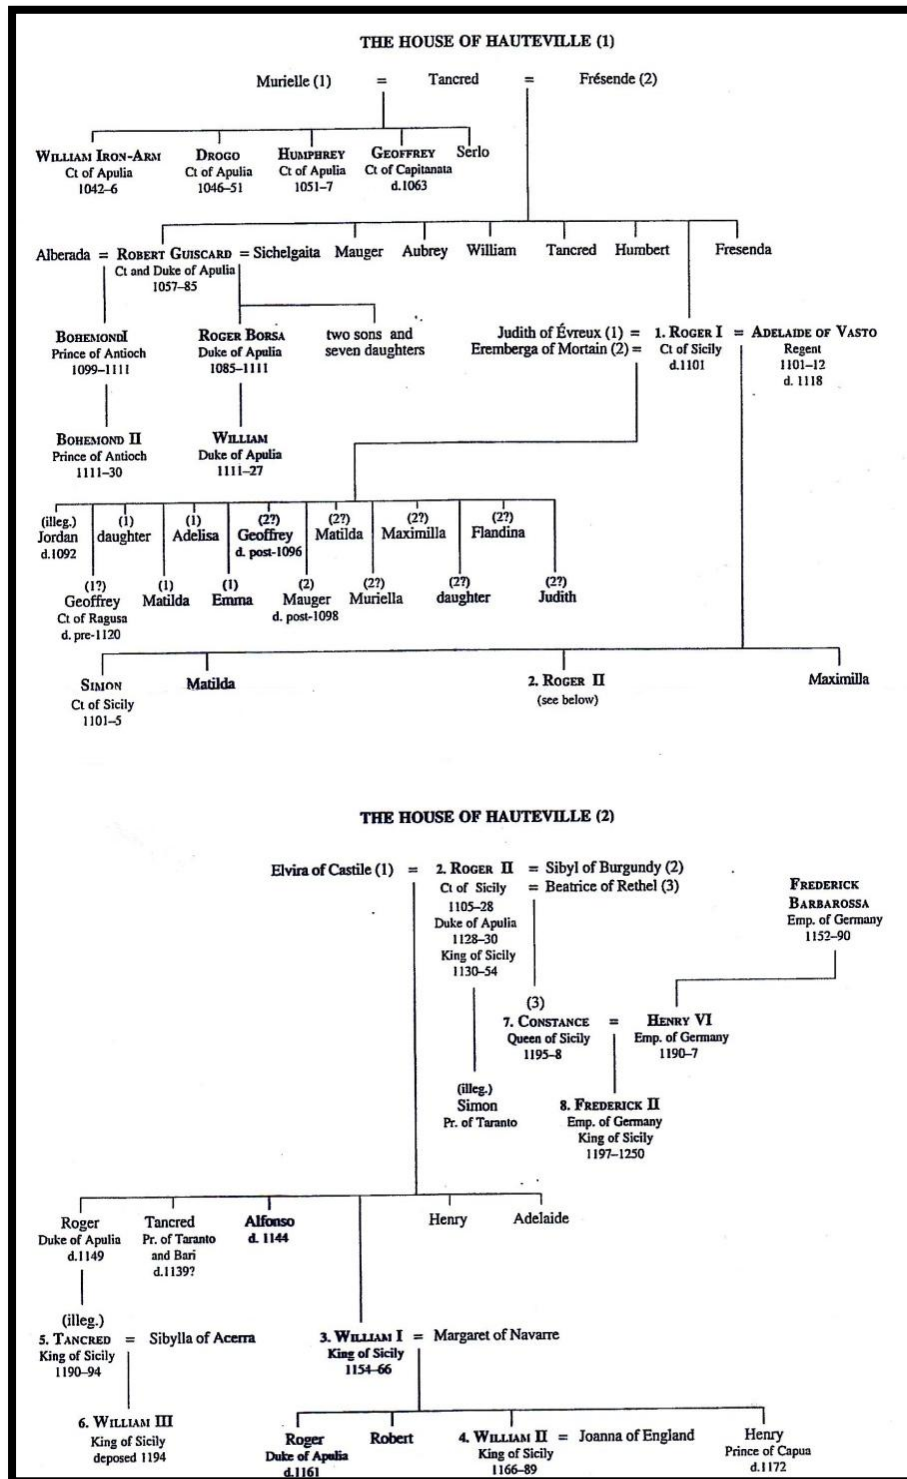 THE HOUSE OF HAUTEVILLE (1)
Murielle (1) = Tancred = Frésende (2)
WILLIAM IRON-ARM
Ct of Apulia
1042–6
DROGO
Ct of Apulia
1046–51
HUMPHREY
Ct of Apulia
1051–7
GEOFFREY
Ct of Capitanata
d.1063
Serlo
Alberada = ROBERT GUISCARD = Sichelgaita
Ct and Duke of Apulia
1057–85
Mauger
Aubrey
William
Tancred
Humbert
Fresenda
BOHEMOND I
Prince of Antioch
1099–1111
ROGER BORSA
Duke of Apulia
1085–1111
two sons and
seven daughters
Judith of Évreux (1) = 1. ROGER I = ADELAIDE OF VASTO
Eremberga of Mortain (2) =
Ct of Sicily
d.1101
Regent
1101–12
d. 1118
BOHEMOND II
Prince of Antioch
1111–30
WILLIAM
Duke of Apulia
1111–27
(illeg.)
Jordan
d.1092
(1)
daughter
(1)
Adelisa
(2?)
Geoffrey
d. post-1096
(2?)
Matilda
(2?)
Maximilla
(2?)
Flandina
(1?)
Geoffrey
Ct of Ragusa
d. pre-1120
(1)
Matilda
(1)
Emma
(2)
Mauger
d. post-1098
(2?)
Muriella
(2?)
daughter
(2?)
Judith
SIMON
Ct of Sicily
1101–5
Matilda
2. ROGER II
(see below)
Maximilla
THE HOUSE OF HAUTEVILLE (2)
Elvira of Castile (1) = 2. ROGER II = Sibyl of Burgundy (2)
Ct of Sicily = Beatrice of Rethel (3)
1105–28
Duke of Apulia
1128–30
King of Sicily
1130–54
FREDERICK
BARBAROSSA
Emp. of Germany
1152–90
(3)
7. CONSTANCE = HENRY VI
Queen of Sicily
1195–8
Emp. of Germany
1190–7
(illeg.)
Simon
Pr. of Taranto
8. FREDERICK II
Emp. of Germany
King of Sicily
1197–1250
Roger
Duke of Apulia
d.1149
Tancred
Pr. of Taranto
and Bari
d.1139?
Alfonso
d. 1144
Henry
Adelaide
(illeg.)
5. TANCRED = Sibylla of Acerra
King of Sicily
1190–94
3. WILLIAM I = Margaret of Navarre
King of Sicily
1154–66
6. WILLIAM III
King of Sicily
deposed 1194
Roger
Duke of Apulia
d.1161
Robert
4. WILLIAM II = Joanna of England
King of Sicily
1166–89
Henry
Prince of Capua
d.1172